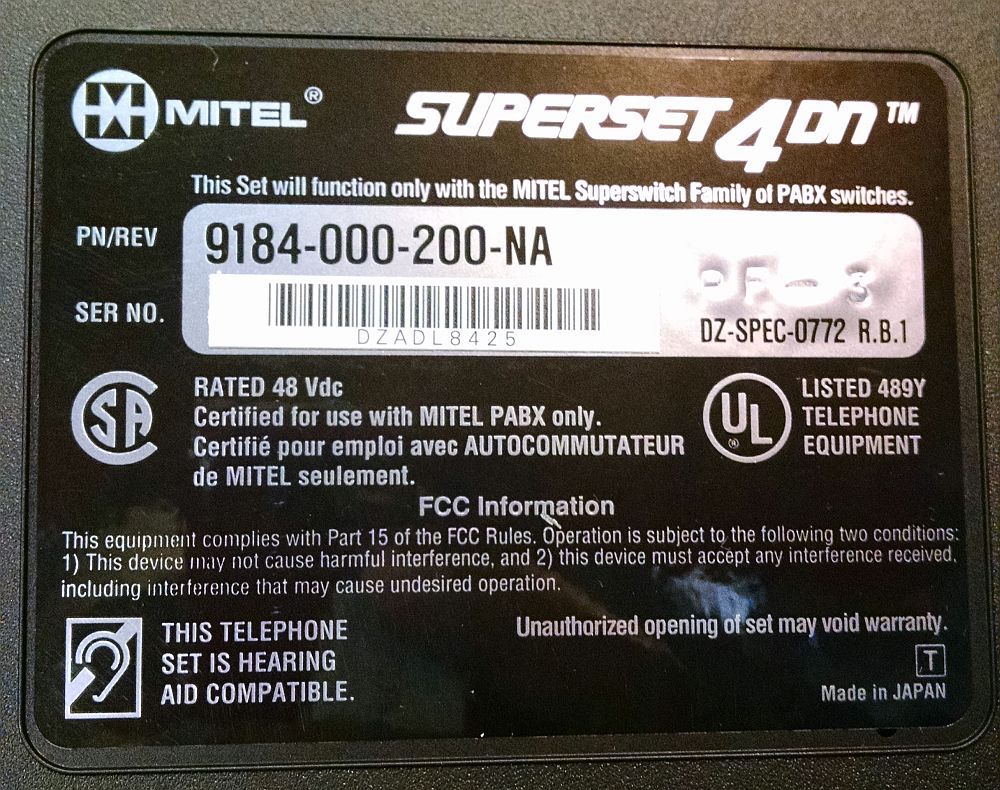 MITEL® SUPERSET 4 DN™
This Set will function only with the MITEL Superswitch Family of PABX switches.
PN/REV 9184-000-200-NA
SER NO. DZADL8425
DZ-SPEC-0772 R.B.1
SA
RATED 48 Vdc
Certified for use with MITEL PABX only.
Certifié pour emploi avec AUTOCOMMUTATEUR
de MITEL seulement.
UL
LISTED 489Y
TELEPHONE
EQUIPMENT
FCC Information
This equipment complies with Part 15 of the FCC Rules. Operation is subject to the following two conditions:
1) This device may not cause harmful interference, and 2) this device must accept any interference received,
including interference that may cause undesired operation.
THIS TELEPHONE
SET IS HEARING
AID COMPATIBLE.
Unauthorized opening of set may void warranty.
T
Made in JAPAN